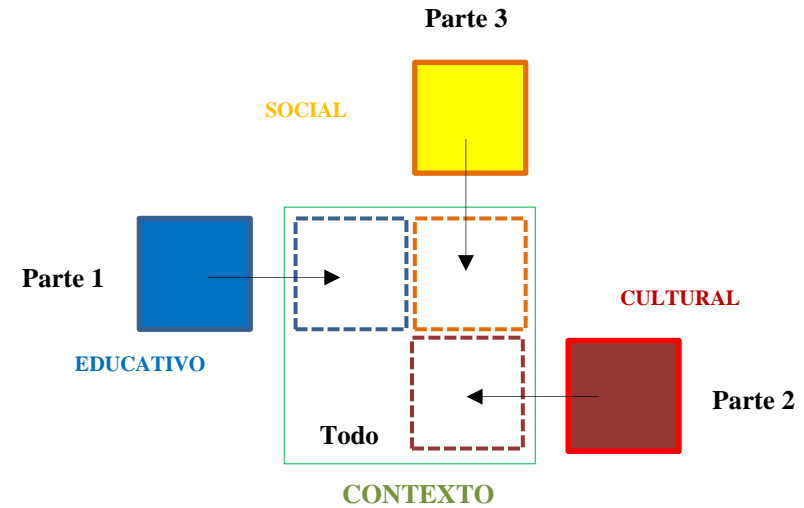 Parte 3
SOCIAL
Parte 1
CULTURAL
EDUCATIVO
Parte 2
Todo
CONTEXTO